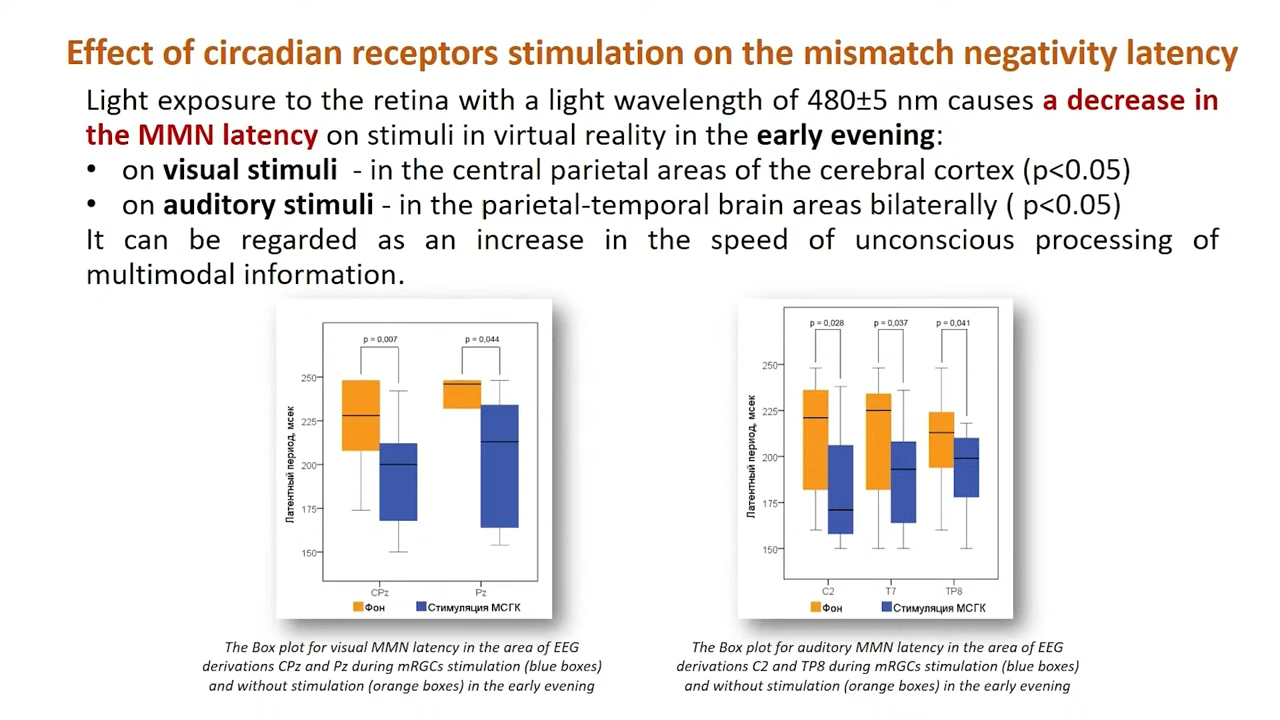 Effect of circadian receptors stimulation on the mismatch negativity latency
Light exposure to the retina with a light wavelength of 480±5 nm causes a decrease in
the MMN latency on stimuli in virtual reality in the early evening:
• on visual stimuli - in the central parietal areas of the cerebral cortex (p<0.05)
• on auditory stimuli - in the parietal-temporal brain areas bilaterally ( p<0.05)
It can be regarded as an increase in the speed of unconscious processing of
multimodal information.
p = 0,007
p = 0,044
Латентный период, мсек
250
225
200
175
150
CPz
Pz
Фон
Стимуляция МСГК
p = 0,028
p = 0,037
p = 0,041
Латентный период, мсек
250
225
200
175
150
C2
T7
TP8
Фон
Стимуляция МСГК
The Box plot for visual MMN latency in the area of EEG
derivations CPz and Pz during mRGCs stimulation (blue boxes)
and without stimulation (orange boxes) in the early evening
The Box plot for auditory MMN latency in the area of EEG
derivations C2 and TP8 during mRGCs stimulation (blue boxes)
and without stimulation (orange boxes) in the early evening